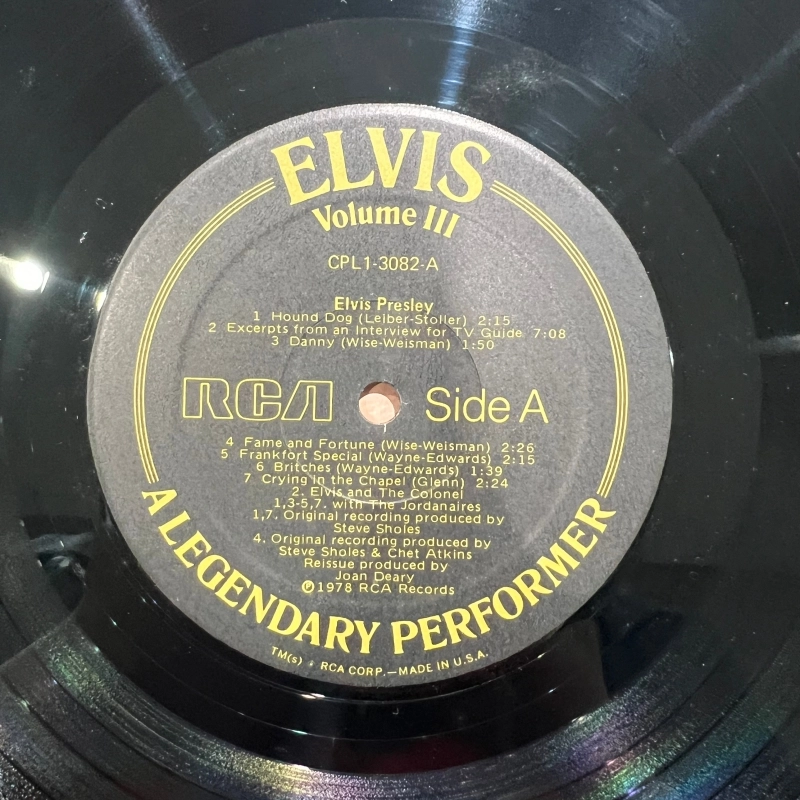 ELVIS
Volume III
CPL1-3082-A
Elvis Presley
1 Hound Dog (Leiber-Stoller) 2:15
2 Excerpts from an Interview for TV Guide 7:08
3 Danny (Wise-Weisman) 1:50
RCA Side A
4 Fame and Fortune (Wise-Weisman) 2:26
5 Frankfort Special (Wayne-Edwards) 2:15
6 Britches (Wayne-Edwards) 1:39
7 Crying in the Chapel (Glenn) 2:24
2. Elvis and The Colonel
1,3-5,7. with The Jordanaires
1,7. Original recording produced by
Steve Sholes
4. Original recording produced by
Steve Sholes & Chet Atkins
Reissue produced by
Joan Deary
℗1978 RCA Records
A LEGENDARY PERFORMER
TM(s) • RCA CORP.—MADE IN U.S.A.